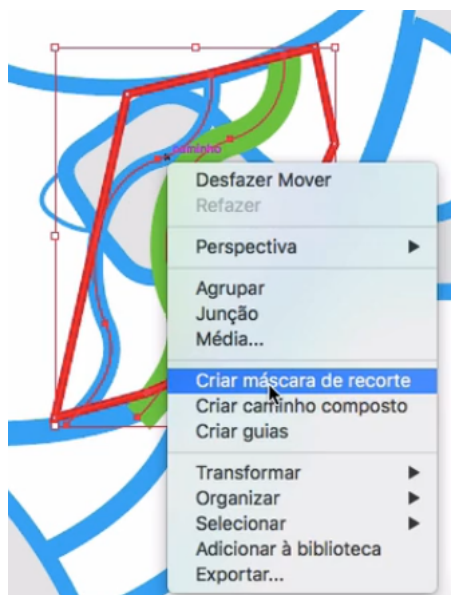 caminho
Desfazer Mover
Refazer
Perspectiva
Agrupar
Junção
Média...
Criar máscara de recorte
Criar caminho composto
Criar guias
Transformar
Organizar
Selecionar
Adicionar à biblioteca
Exportar...